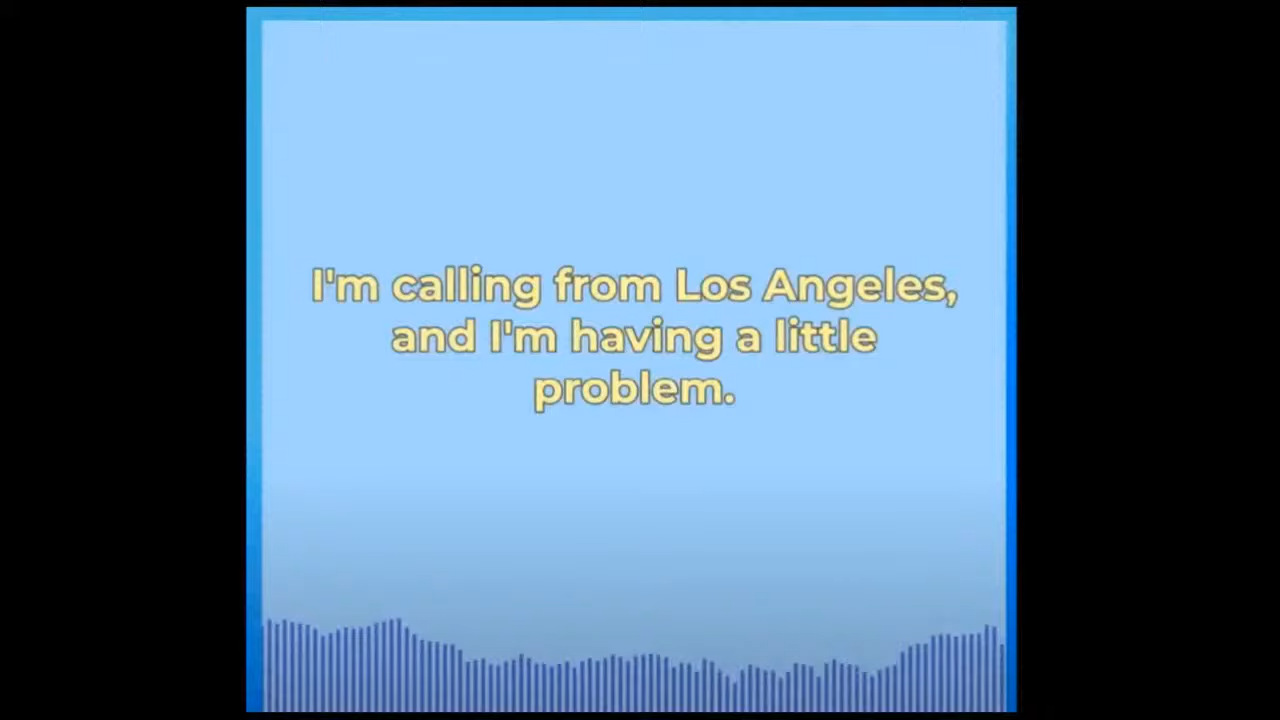 I'm calling from Los Angeles,
and I'm having a little
problem.